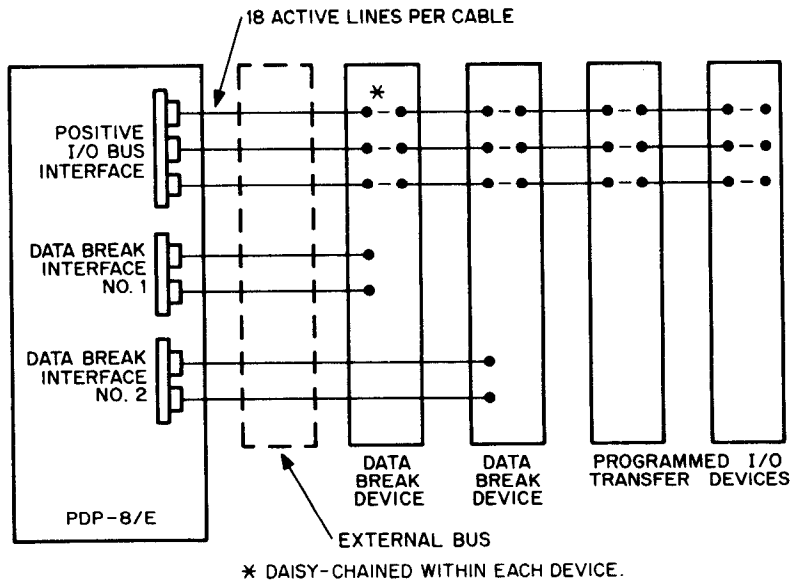 18 ACTIVE LINES PER CABLE
*
POSITIVE
I/O BUS
INTERFACE
DATA BREAK
INTERFACE
NO. 1
DATA BREAK
INTERFACE
NO. 2
DATA
BREAK
DEVICE
DATA
BREAK
DEVICE
PROGRAMMED I/O
TRANSFER DEVICES
PDP-8/E
EXTERNAL BUS
* DAISY-CHAINED WITHIN EACH DEVICE.